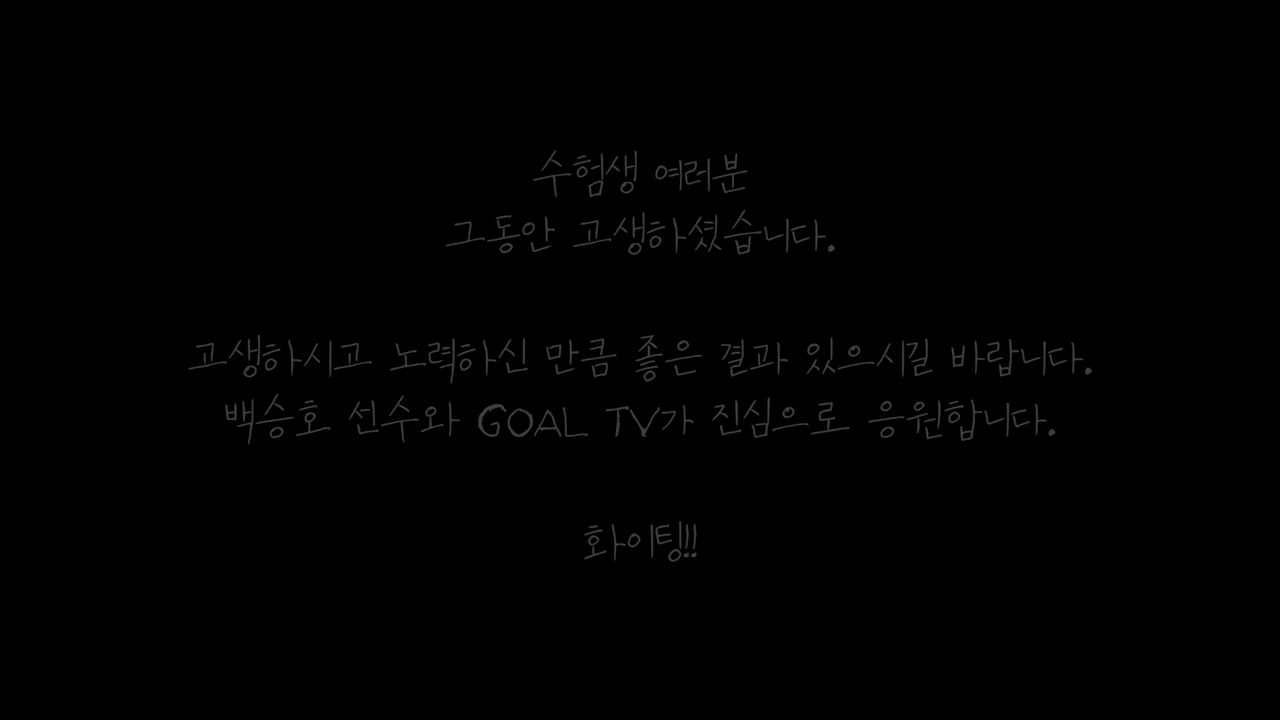 수험생 여러분
그동안 고생하셨습니다.
고생하시고 노력하신 만큼 좋은 결과 있으시길 바랍니다.
백승호 선수와 GOAL TV가 진심으로 응원합니다.
화이팅!!